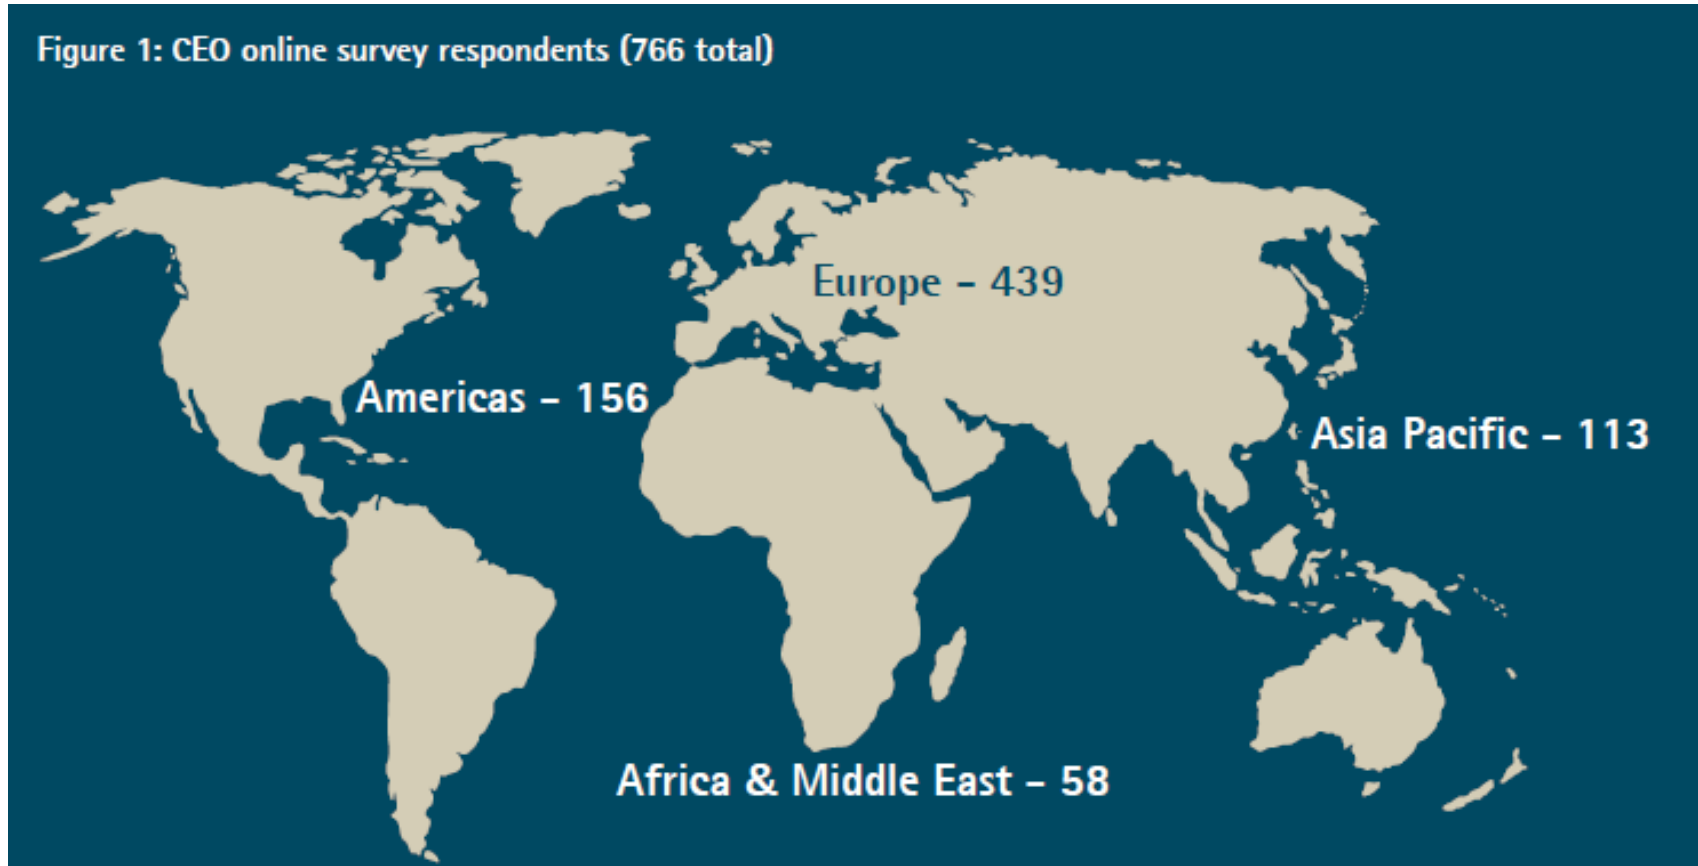 Figure 1: CEO online survey respondents (766 total)
Europe – 439
Americas – 156
Asia Pacific – 113
Africa & Middle East – 58